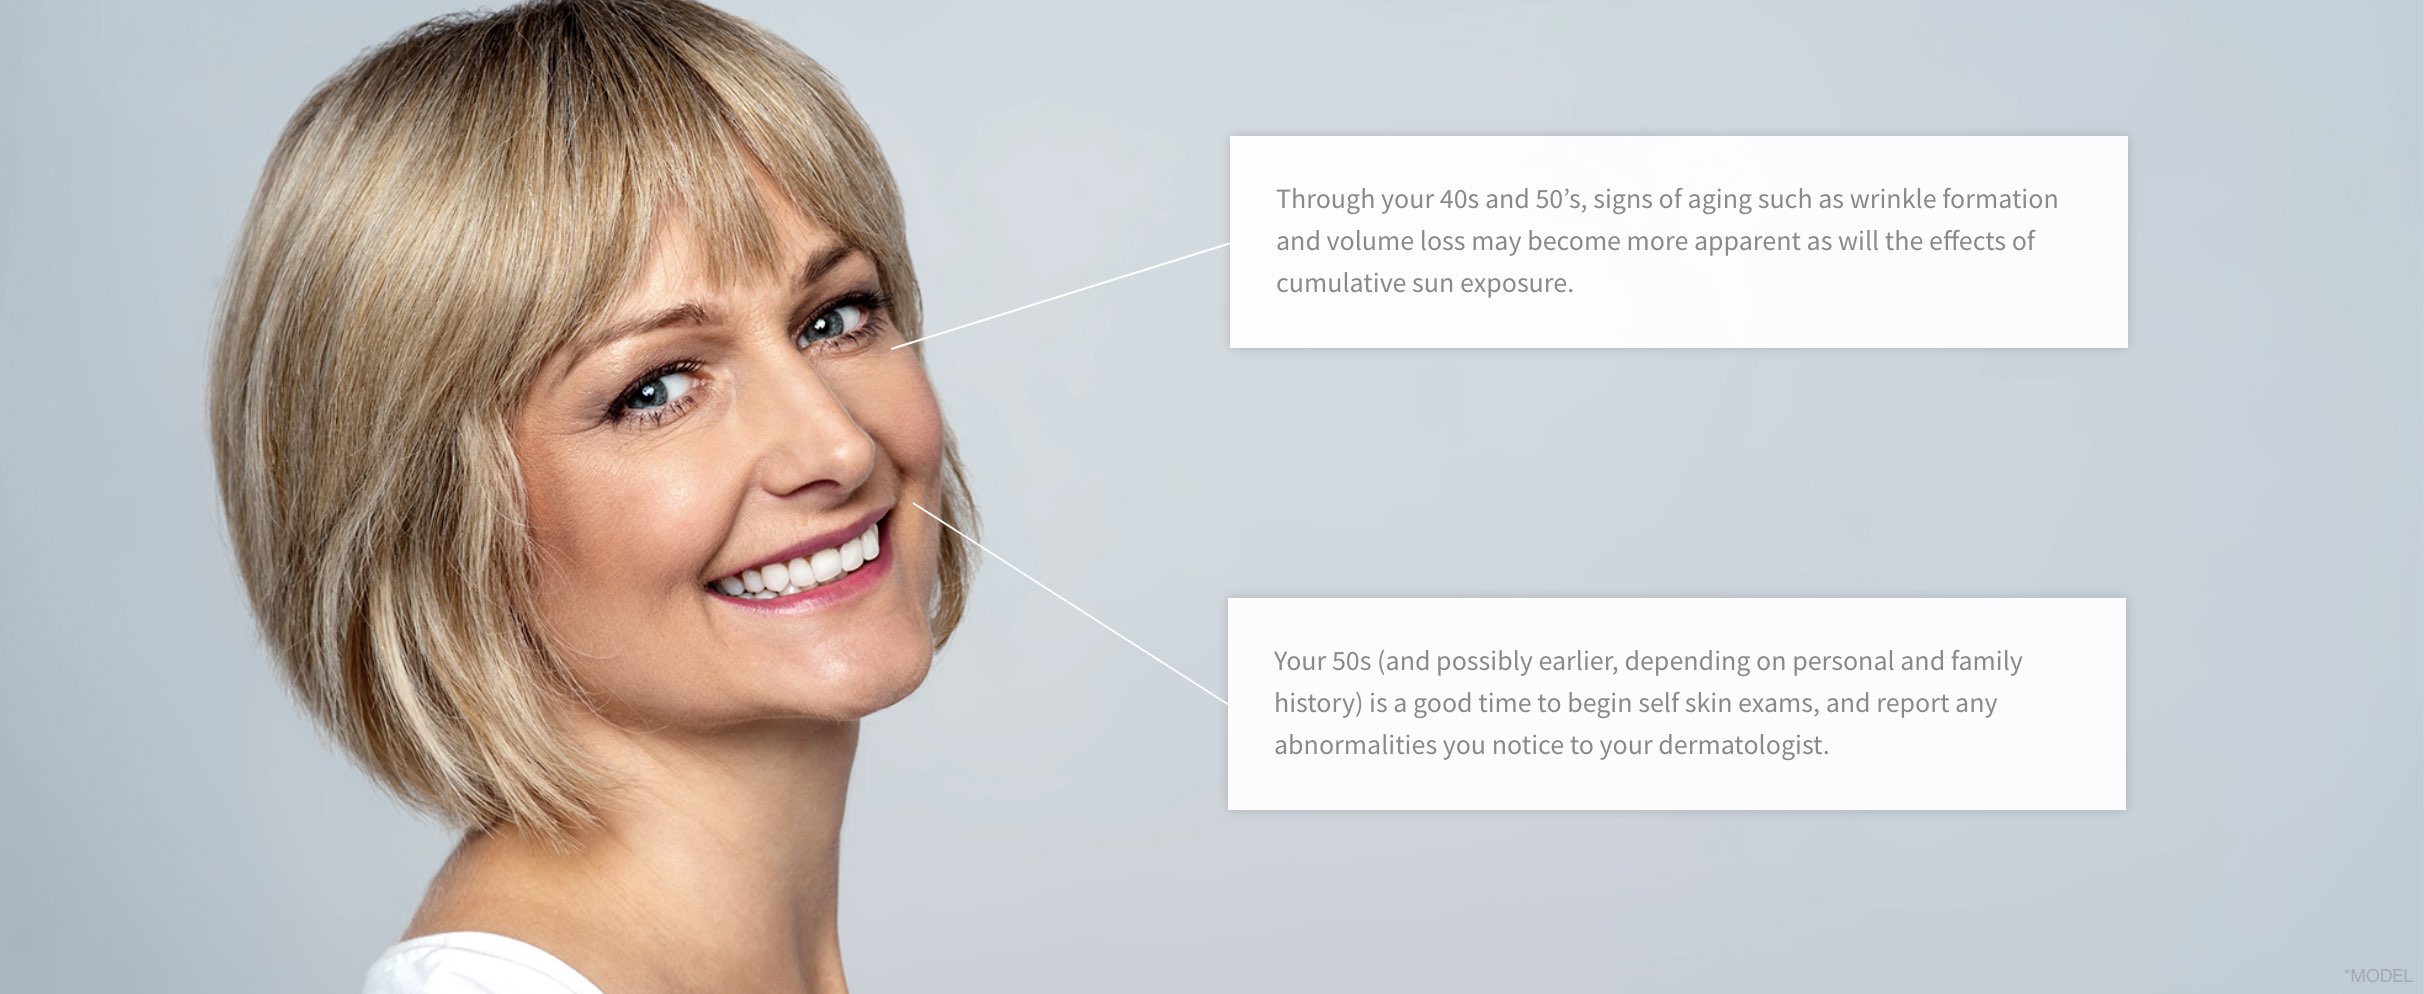 Through your 40s and 50’s, signs of aging such as wrinkle formation
and volume loss may become more apparent as will the effects of
cumulative sun exposure.
Your 50s (and possibly earlier, depending on personal and family
history) is a good time to begin self skin exams, and report any
abnormalities you notice to your dermatologist.
*MODEL